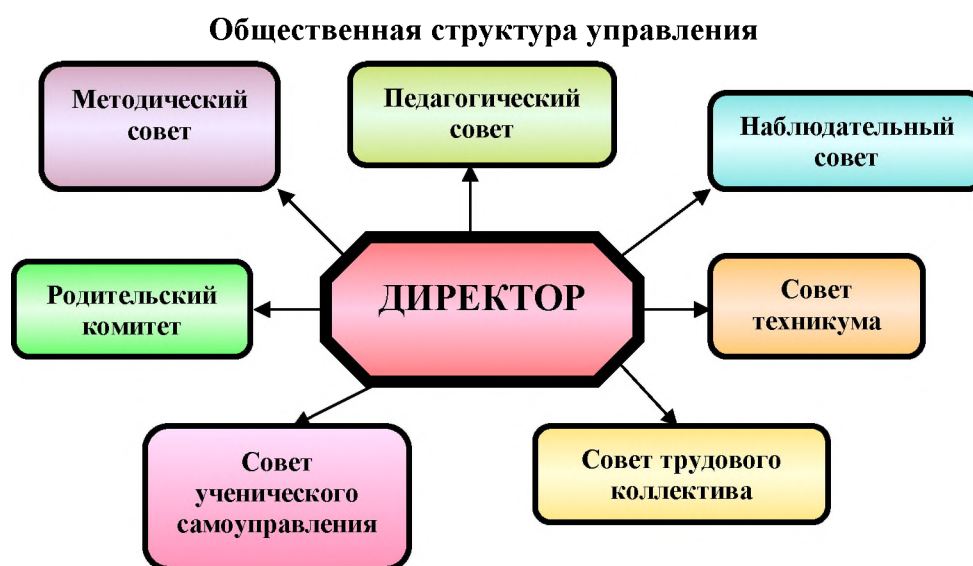 Общественная структура управления
Методический
совет
Педагогический
совет
Наблюдательный
совет
Родительский
комитет
ДИРЕКТОР
Совет
техникума
Совет
ученического
самоуправления
Совет трудового
коллектива